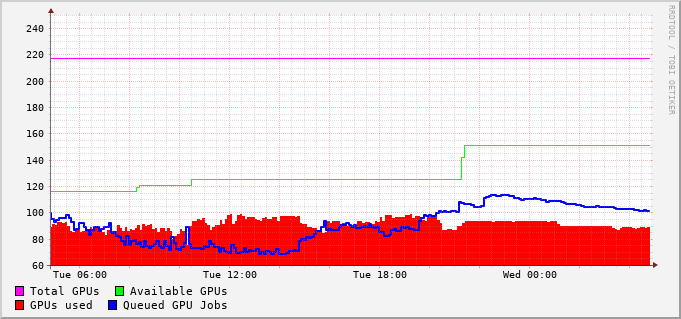 240
220
200
180
160
140
120
100
80
60
Tue 06:00 Tue 12:00 Tue 18:00 Wed 00:00
Total GPUs Available GPUs
GPUs used Queued GPU Jobs
RRDTOOL / TOBI OETIKER